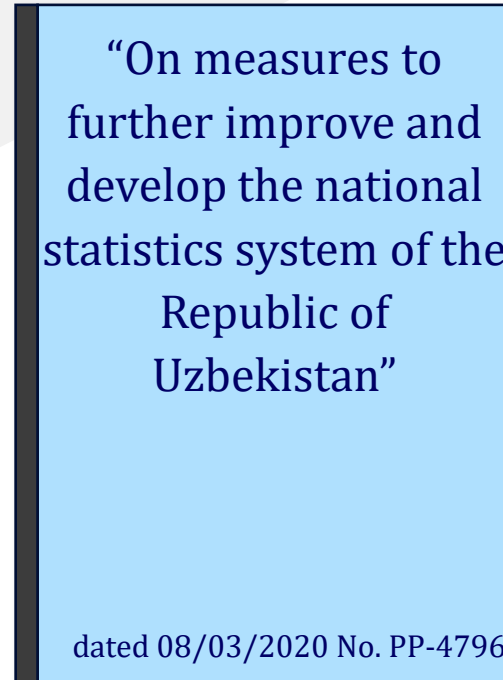 “On measures to
further improve and
develop the national
statistics system of the
Republic of
Uzbekistan”
dated 08/03/2020 No. PP-4796